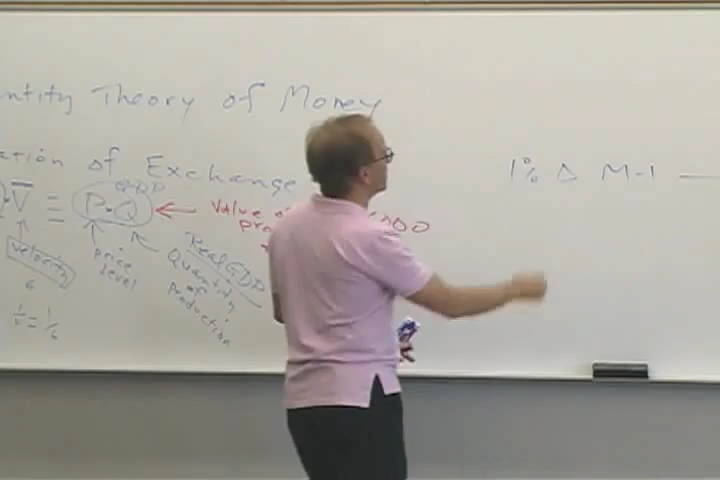 ntity Theory of Money
ation of Exchange
GDP
V ≡ P·Q ← Value o
pro
velocity
6
1/v = 1/6
price
level
Real GDP
Quantity
of
production
1% Δ M-1 —